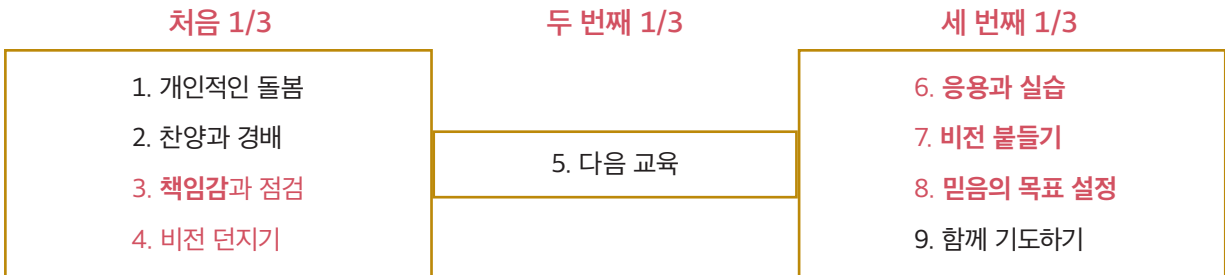 처음 1/3
두 번째 1/3
세 번째 1/3
1. 개인적인 돌봄
2. 찬양과 경배
3. 책임감과 점검
4. 비전 던지기
5. 다음 교육
6. 응용과 실습
7. 비전 붙들기
8. 믿음의 목표 설정
9. 함께 기도하기